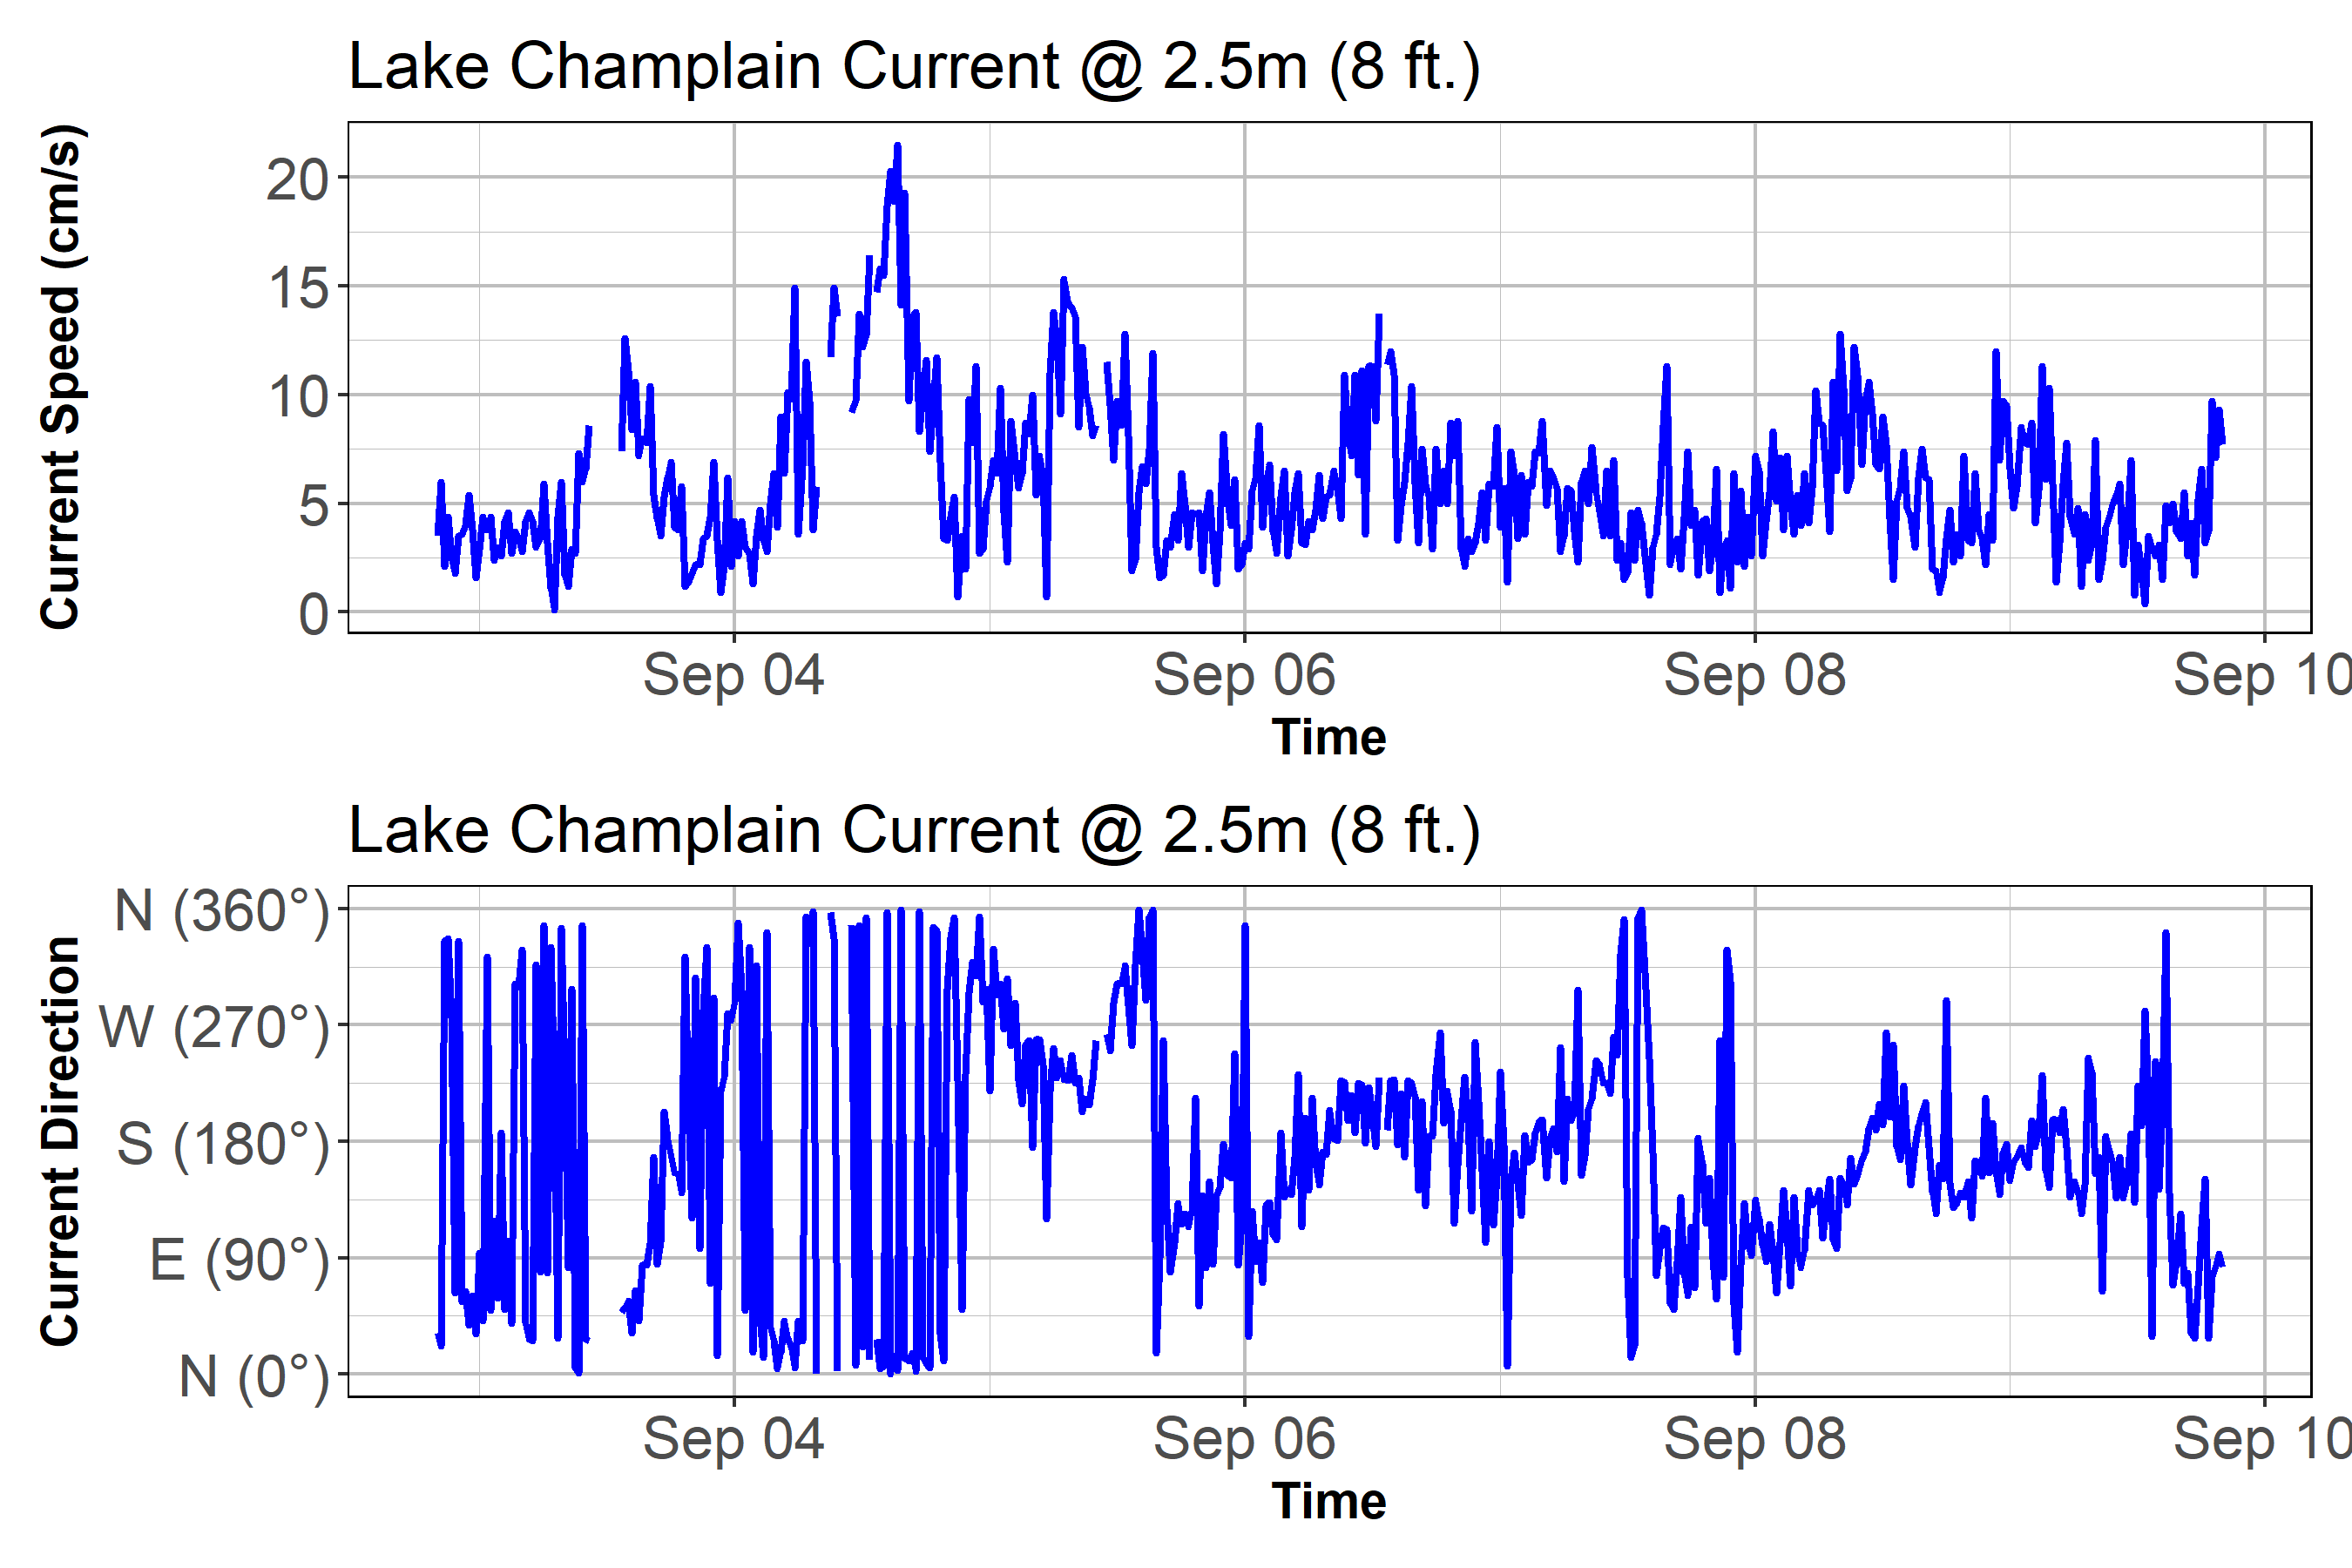 Lake Champlain Current @ 2.5m (8 ft.)
Current Speed (cm/s)
20
15
10
5
0
Sep 04 Sep 06 Sep 08 Sep 10
Time
Lake Champlain Current @ 2.5m (8 ft.)
Current Direction
N (360°)
W (270°)
S (180°)
E (90°)
N (0°)
Sep 04 Sep 06 Sep 08 Sep 10
Time